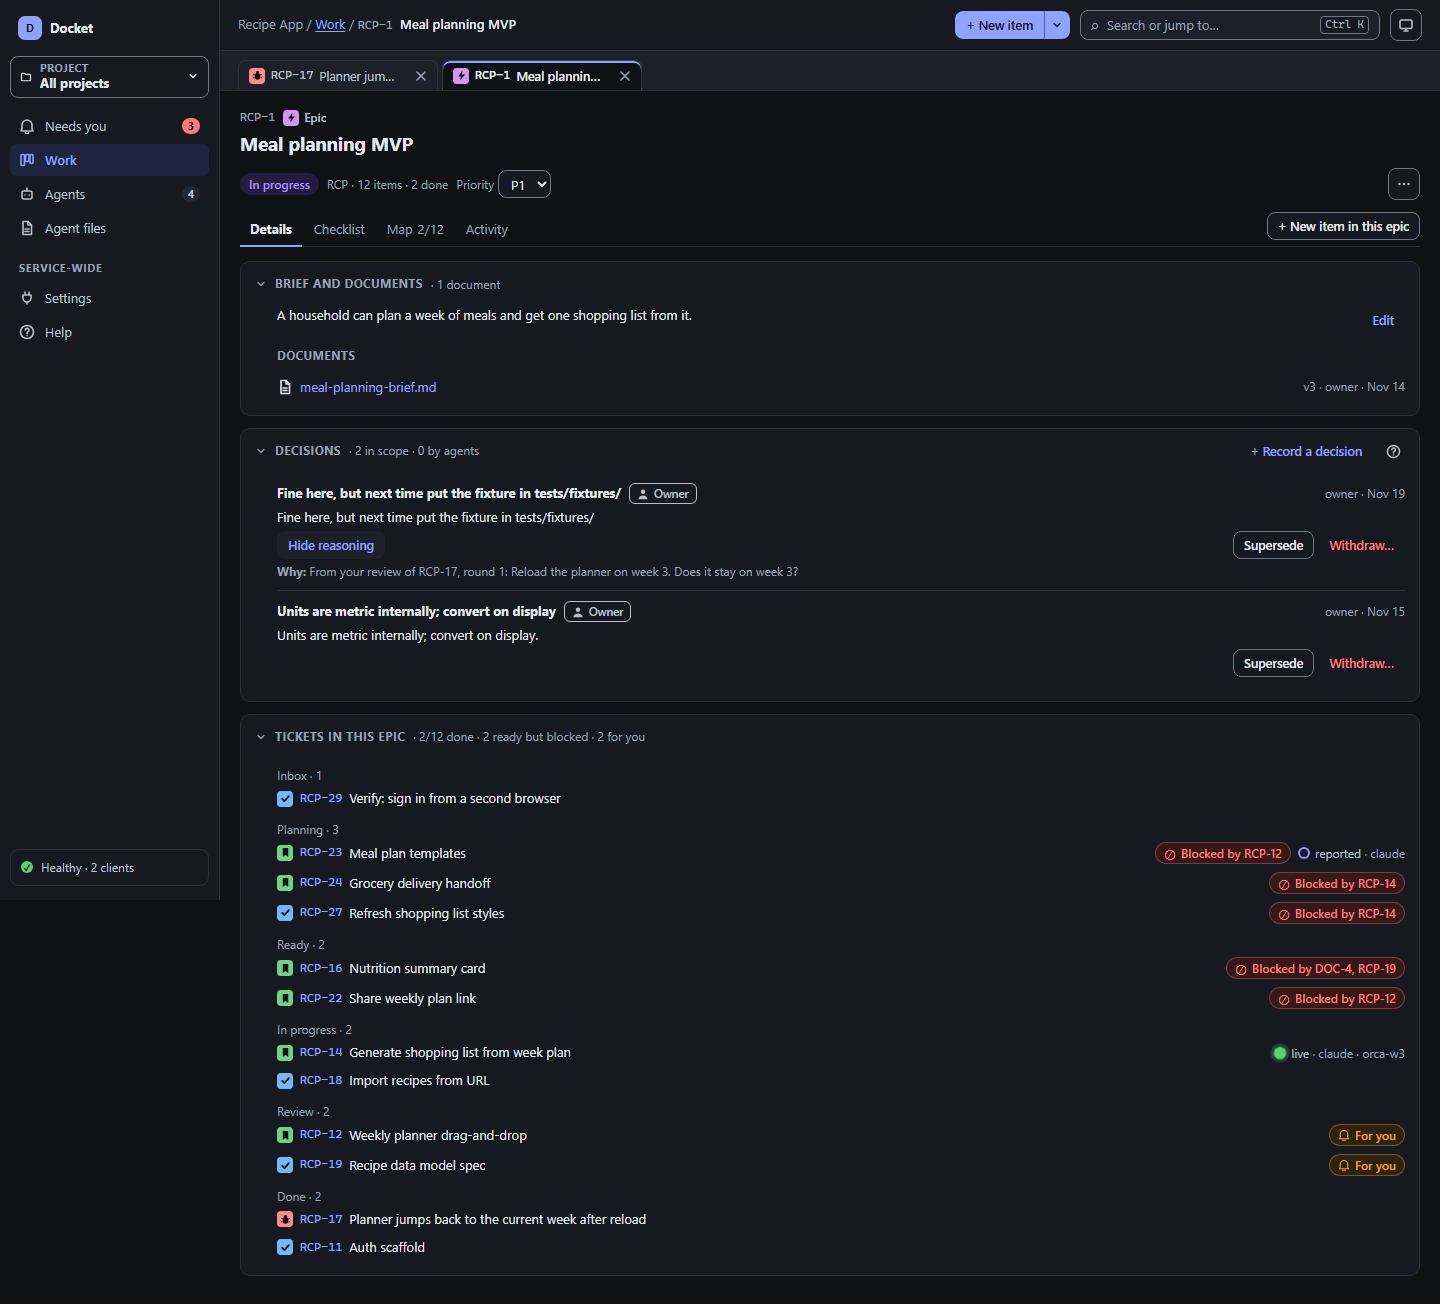 D Docket
PROJECT
All projects
Needs you 3
Work
Agents 4
Agent files
SERVICE-WIDE
Settings
Help
Healthy · 2 clients
Recipe App / Work / RCP-1 Meal planning MVP
+ New item
Search or jump to...
Ctrl K
RCP-17 Planner jum...
RCP-1 Meal plannin...
RCP-1 Epic
Meal planning MVP
In progress RCP · 12 items · 2 done Priority P1
Details Checklist Map 2/12 Activity
+ New item in this epic
BRIEF AND DOCUMENTS · 1 document
A household can plan a week of meals and get one shopping list from it.
Edit
DOCUMENTS
meal-planning-brief.md v3 · owner · Nov 14
DECISIONS · 2 in scope · 0 by agents
+ Record a decision
Fine here, but next time put the fixture in tests/fixtures/ Owner owner · Nov 19
Fine here, but next time put the fixture in tests/fixtures/
Hide reasoning Supersede Withdraw...
Why: From your review of RCP-17, round 1: Reload the planner on week 3. Does it stay on week 3?
Units are metric internally; convert on display Owner owner · Nov 15
Units are metric internally; convert on display.
Supersede Withdraw...
TICKETS IN THIS EPIC · 2/12 done · 2 ready but blocked · 2 for you
Inbox · 1
RCP-29 Verify: sign in from a second browser
Planning · 3
RCP-23 Meal plan templates Blocked by RCP-12 reported · claude
RCP-24 Grocery delivery handoff Blocked by RCP-14
RCP-27 Refresh shopping list styles Blocked by RCP-14
Ready · 2
RCP-16 Nutrition summary card Blocked by DOC-4, RCP-19
RCP-22 Share weekly plan link Blocked by RCP-12
In progress · 2
RCP-14 Generate shopping list from week plan live · claude · orca-w3
RCP-18 Import recipes from URL
Review · 2
RCP-12 Weekly planner drag-and-drop For you
RCP-19 Recipe data model spec For you
Done · 2
RCP-17 Planner jumps back to the current week after reload
RCP-11 Auth scaffold